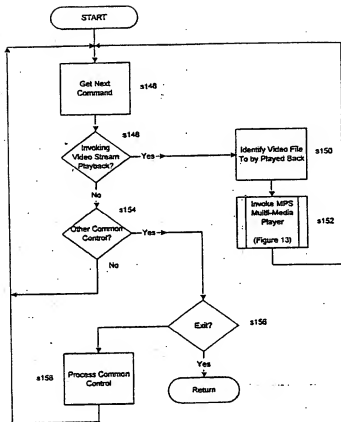 START
Get Next
Command
s148
s148
Invoking
Video Stream
Playback?
Yes
Identify Video File
To by Played Back
s150
No
s154
Invoke MPS
Multi-Media
Player
(Figure 13)
s152
Other Common
Control?
Yes
No
Exit?
s156
Yes
s158
Process Common
Control
Return